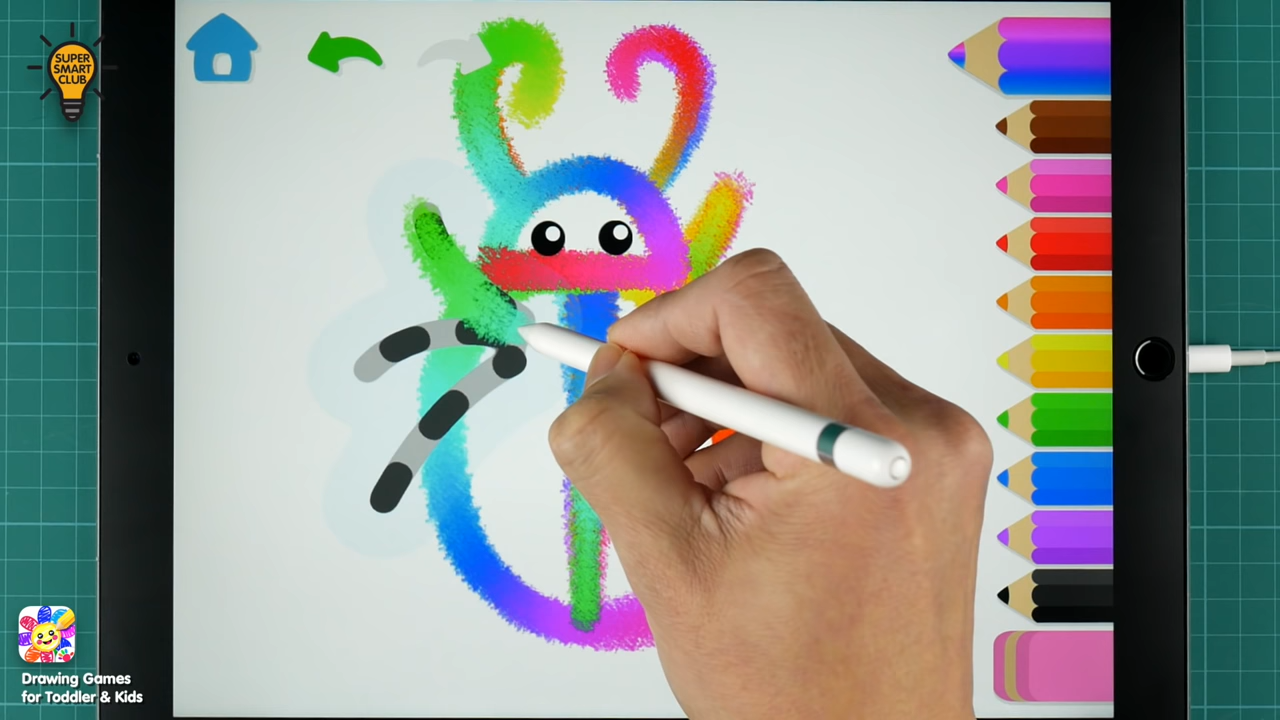 SUPER
SMART
CLUB
Drawing Games
for Toddler & Kids